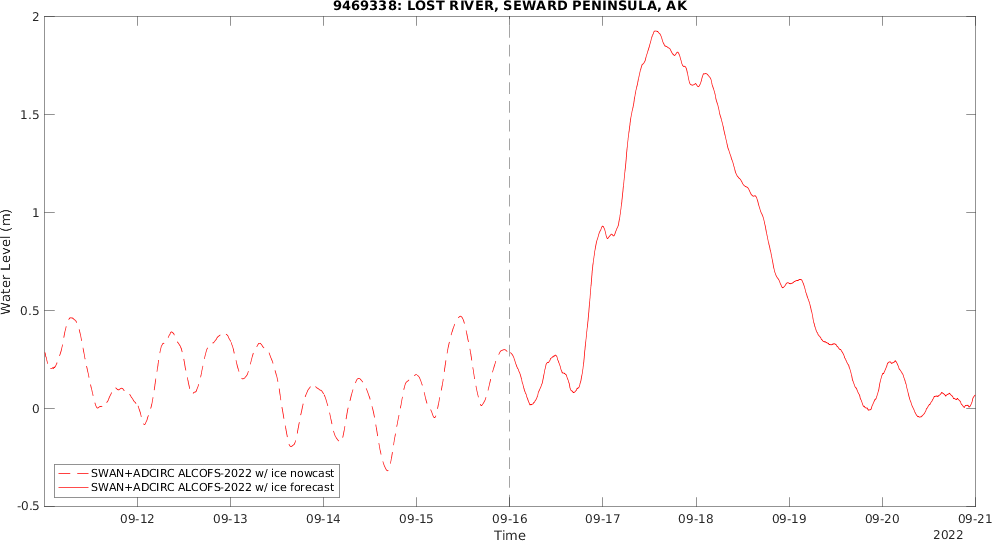 9469338: LOST RIVER, SEWARD PENINSULA, AK
2
1.5
1
0.5
0
-0.5
Water Level (m)
SWAN+ADCIRC ALCOFS-2022 w/ ice nowcast
SWAN+ADCIRC ALCOFS-2022 w/ ice forecast
09-12 09-13 09-14 09-15 09-16 09-17 09-18 09-19 09-20 09-21
Time
2022